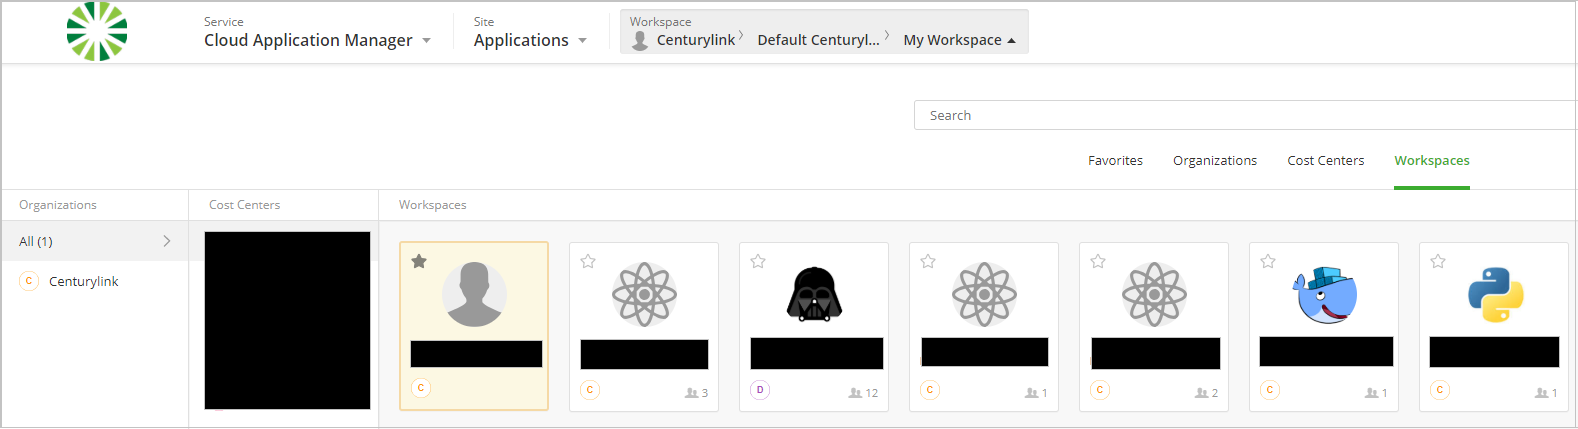 Service
Cloud Application Manager
Site
Applications
Workspace
Centurylink
Default Centuryl...
My Workspace
Search
Favorites
Organizations
Cost Centers
Workspaces
Organizations
Cost Centers
Workspaces
All (1)
C Centurylink
C
C
3
D
12
C
1
C
2
C
1
C
1